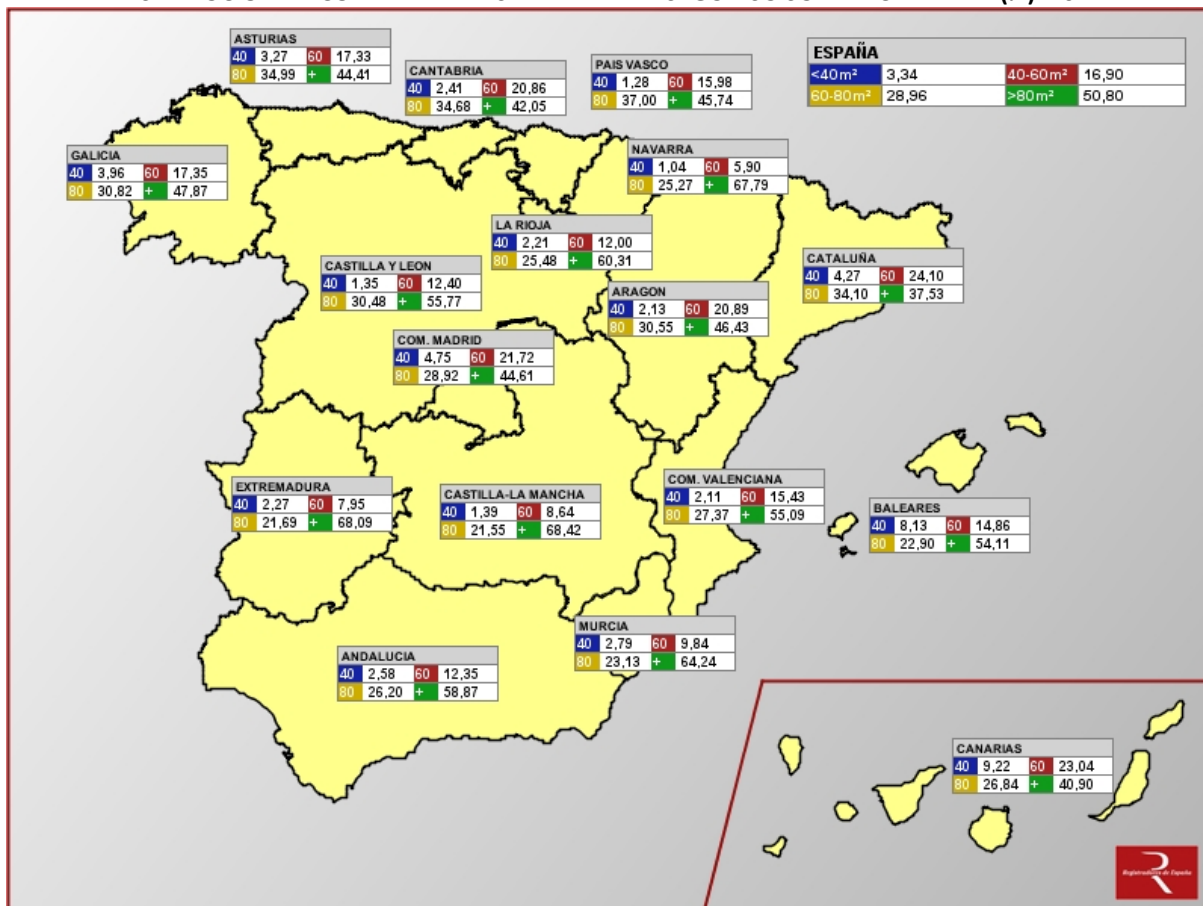 ASTURIAS
40 3,27 60 17,33
80 34,99 + 44,41
CANTABRIA
40 2,41 60 20,86
80 34,68 + 42,05
PAIS VASCO
40 1,28 60 15,98
80 37,00 + 45,74
ESPAÑA
<40m² 3,34 40-60m² 16,90
60-80m² 28,96 >80m² 50,80
GALICIA
40 3,96 60 17,35
80 30,82 + 47,87
NAVARRA
40 1,04 60 5,90
80 25,27 + 67,79
LA RIOJA
40 2,21 60 12,00
80 25,48 + 60,31
CASTILLA Y LEON
40 1,35 60 12,40
80 30,48 + 55,77
ARAGON
40 2,13 60 20,89
80 30,55 + 46,43
CATALUÑA
40 4,27 60 24,10
80 34,10 + 37,53
COM. MADRID
40 4,75 60 21,72
80 28,92 + 44,61
EXTREMADURA
40 2,27 60 7,95
80 21,69 + 68,09
CASTILLA-LA MANCHA
40 1,39 60 8,64
80 21,55 + 68,42
COM. VALENCIANA
40 2,11 60 15,43
80 27,37 + 55,09
BALEARES
40 8,13 60 14,86
80 22,90 + 54,11
MURCIA
40 2,79 60 9,84
80 23,13 + 64,24
ANDALUCIA
40 2,58 60 12,35
80 26,20 + 58,87
CANARIAS
40 9,22 60 23,04
80 26,84 + 40,90
Registradores de España